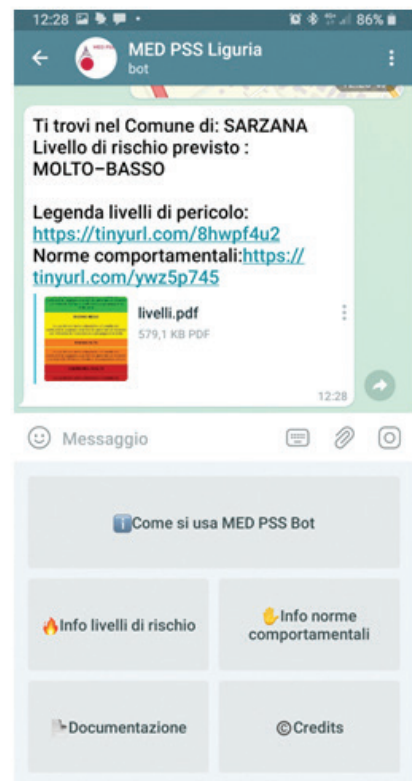 12:28 86%
MED PSS Liguria
bot
Ti trovi nel Comune di: SARZANA
Livello di rischio previsto :
MOLTO-BASSO
Legenda livelli di pericolo:
https://tinyurl.com/8hwpf4u2
Norme comportamentali:https://
tinyurl.com/ywz5p745
livelli.pdf
579,1 KB PDF
12:28
Messaggio
Come si usa MED PSS Bot
Info livelli di rischio
Info norme
comportamentali
Documentazione
©Credits